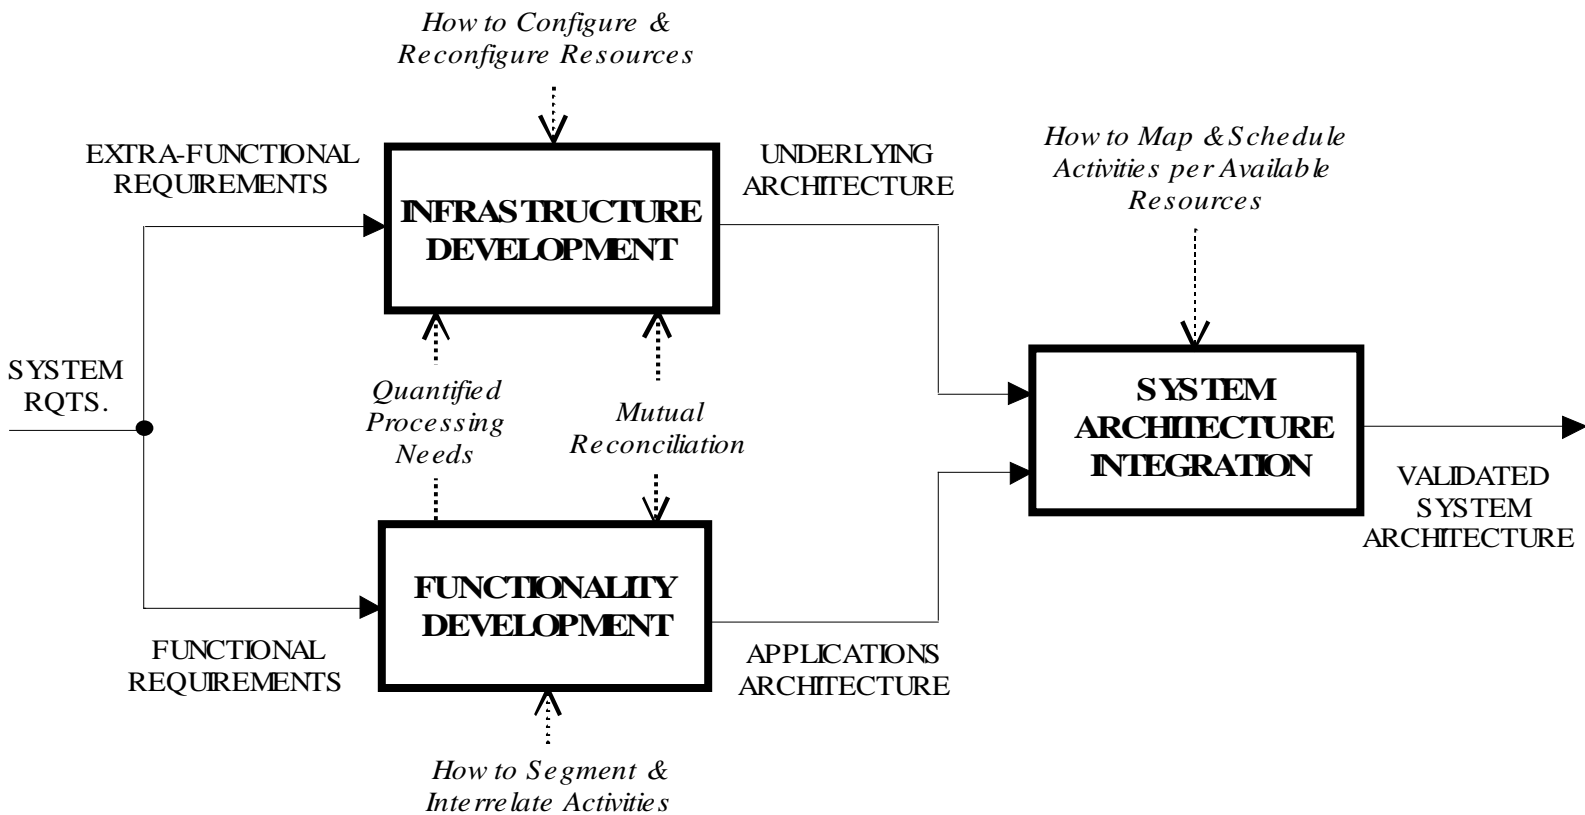 How to Configure &
Reconfigure Resources
EXTRA-FUNCTIONAL
REQUIREMENTS
INFRASTRUCTURE
DEVELOPMENT
UNDERLYING
ARCHITECTURE
How to Map & Schedule
Activities per Available
Resources
SYSTEM
RQTS.
Quantified
Processing
Needs
Mutual
Reconciliation
SYSTEM
ARCHITECTURE
INTEGRATION
VALIDATED
SYSTEM
ARCHITECTURE
FUNCTIONAL
REQUIREMENTS
FUNCTIONALITY
DEVELOPMENT
APPLICATIONS
ARCHITECTURE
How to Segment &
Interrelate Activities